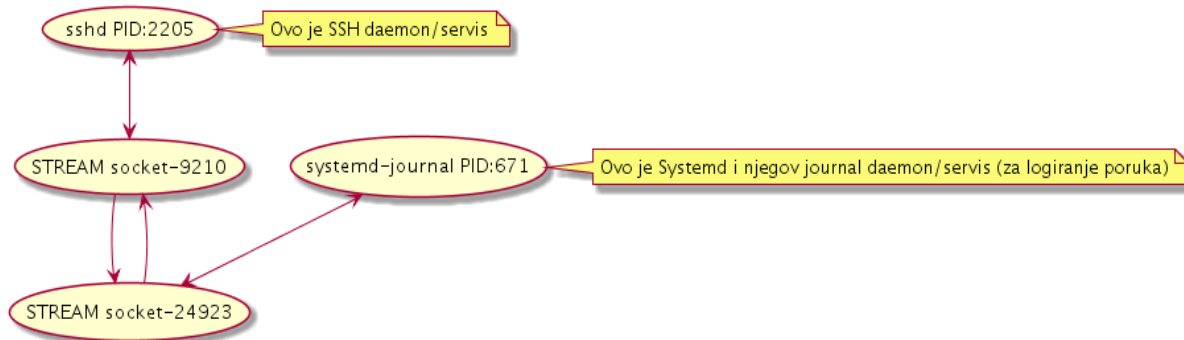 sshd PID:2205
Ovo je SSH daemon/servis
STREAM socket-9210
systemd-journal PID:671
Ovo je Systemd i njegov journal daemon/servis (za logiranje poruka)
STREAM socket-24923